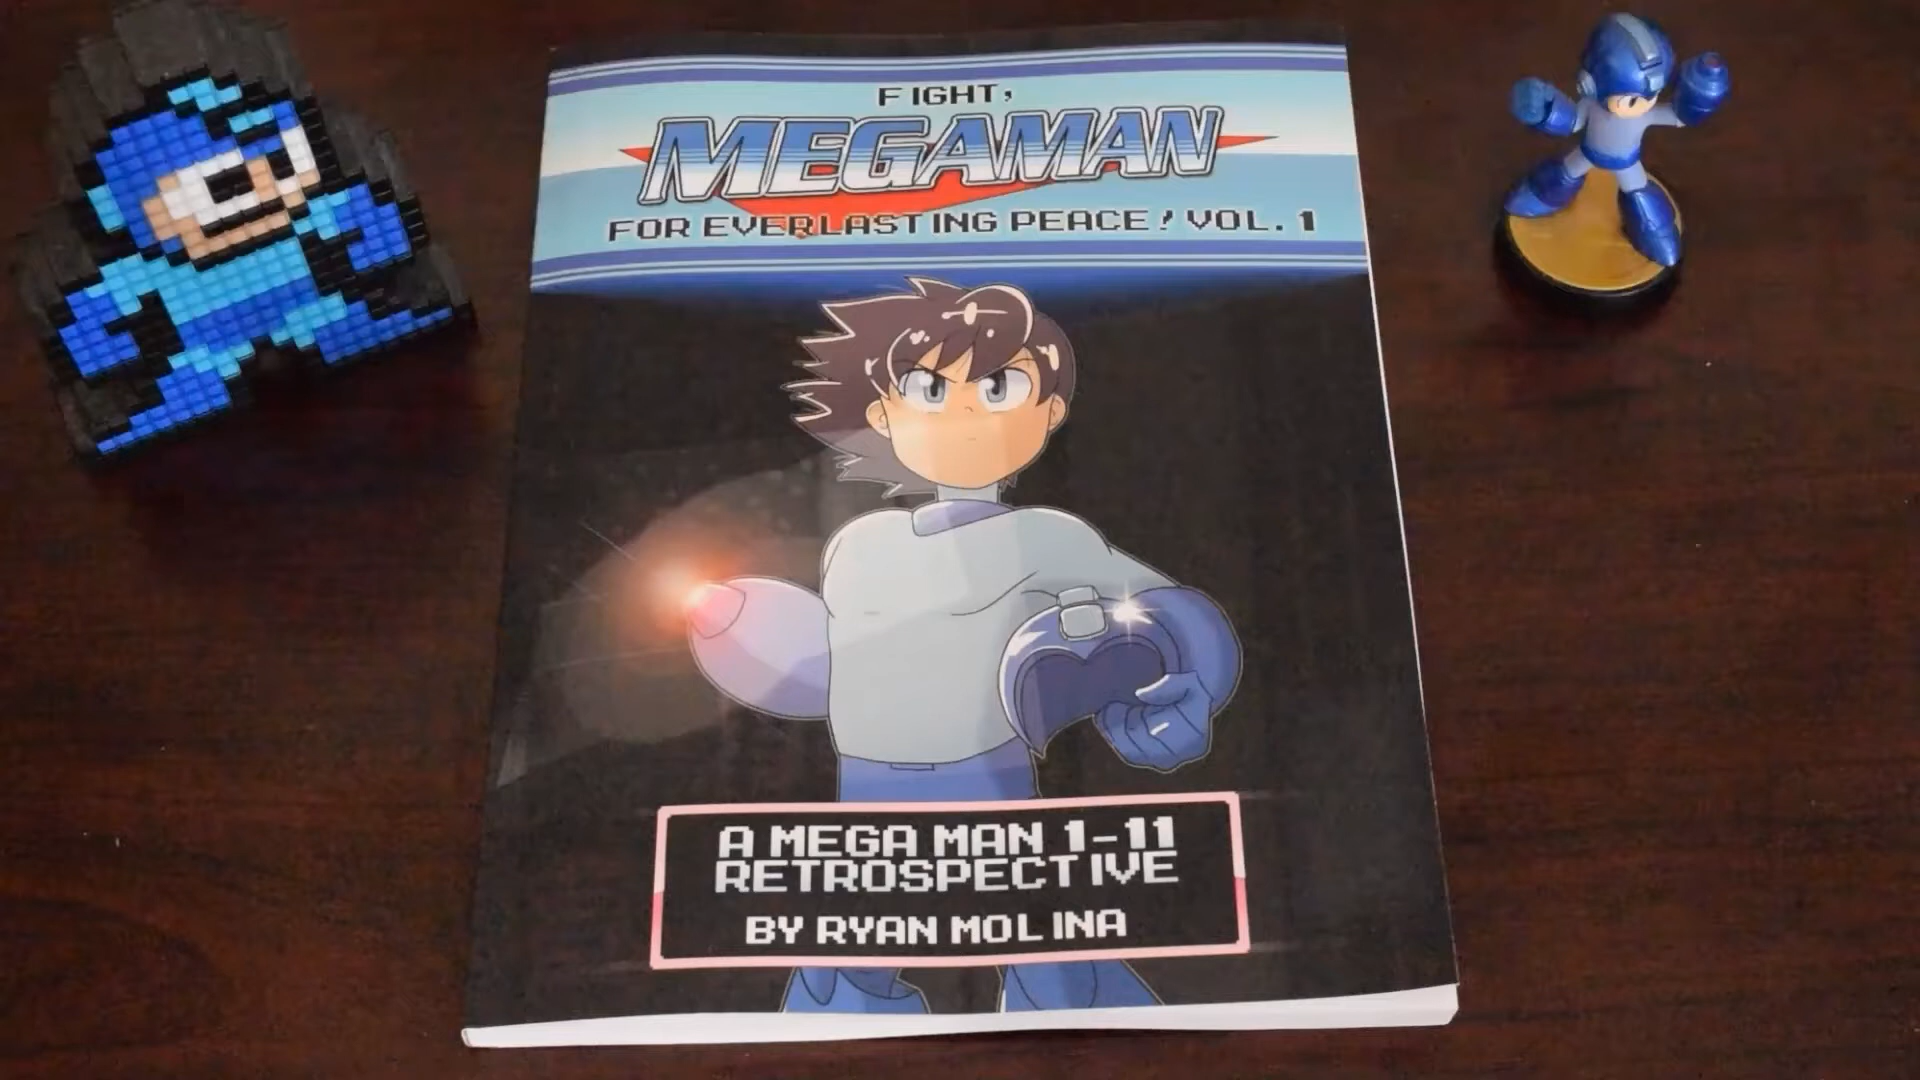 FIGHT,
MEGAMAN
FOR EVERLASTING PEACE! VOL. 1
A MEGA MAN 1-11
RETROSPECTIVE
BY RYAN MOLINA